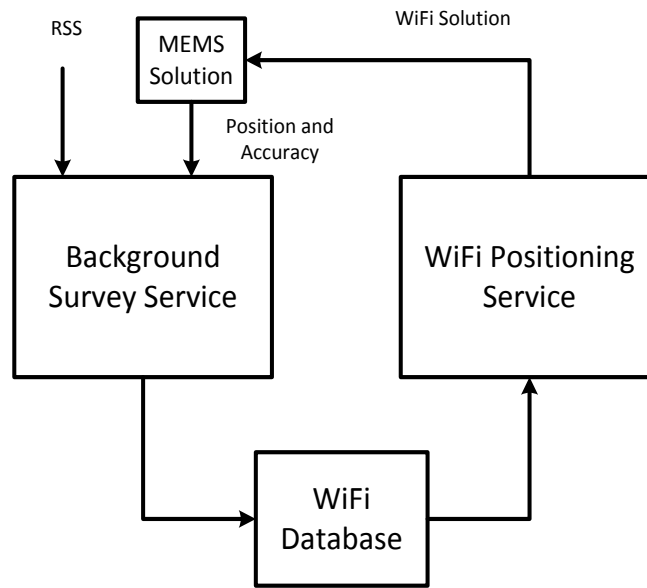 RSS
MEMS
Solution
WiFi Solution
Position and
Accuracy
Background
Survey Service
WiFi Positioning
Service
WiFi
Database